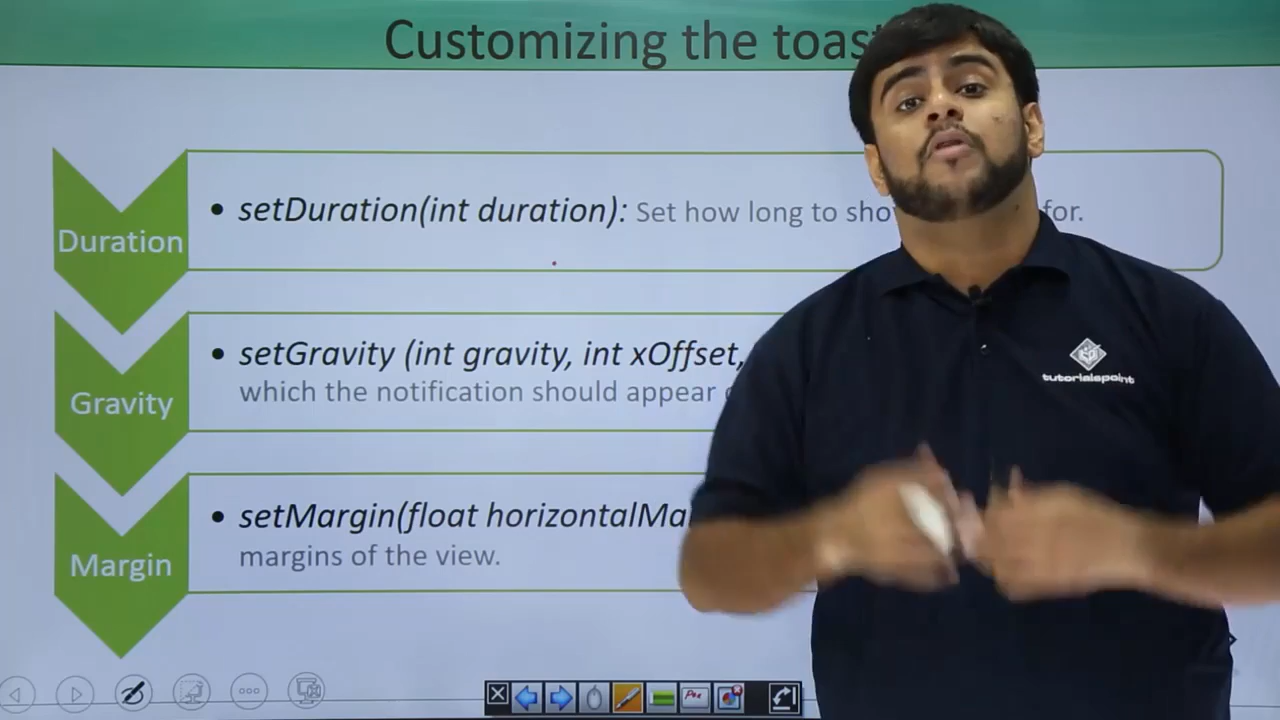 Customizing the toast
Duration
• setDuration(int duration): Set how long to sho
for.
Gravity
• setGravity (int gravity, int xOffset,
which the notification should appear
Margin
• setMargin(float horizontalMa
margins of the view.
tutorialspoint